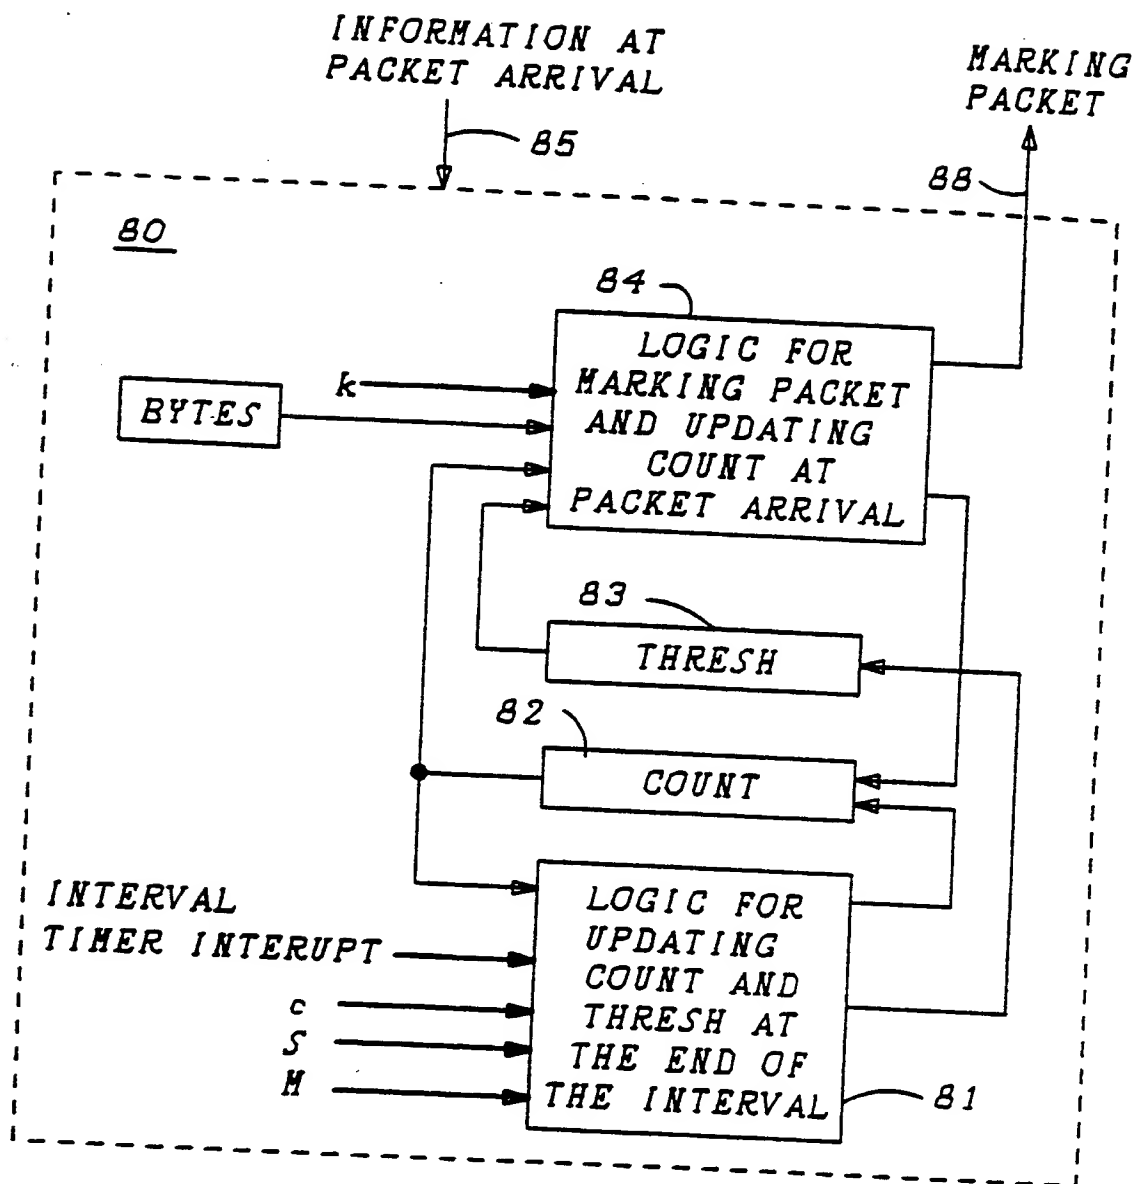 INFORMATION AT
PACKET ARRIVAL
MARKING
PACKET
85
88
80
84
LOGIC FOR
MARKING PACKET
AND UPDATING
COUNT AT
PACKET ARRIVAL
k
BYTES
83
THRESH
82
COUNT
INTERVAL
TIMER INTERUPT
c
S
M
LOGIC FOR
UPDATING
COUNT AND
THRESH AT
THE END OF
THE INTERVAL
81